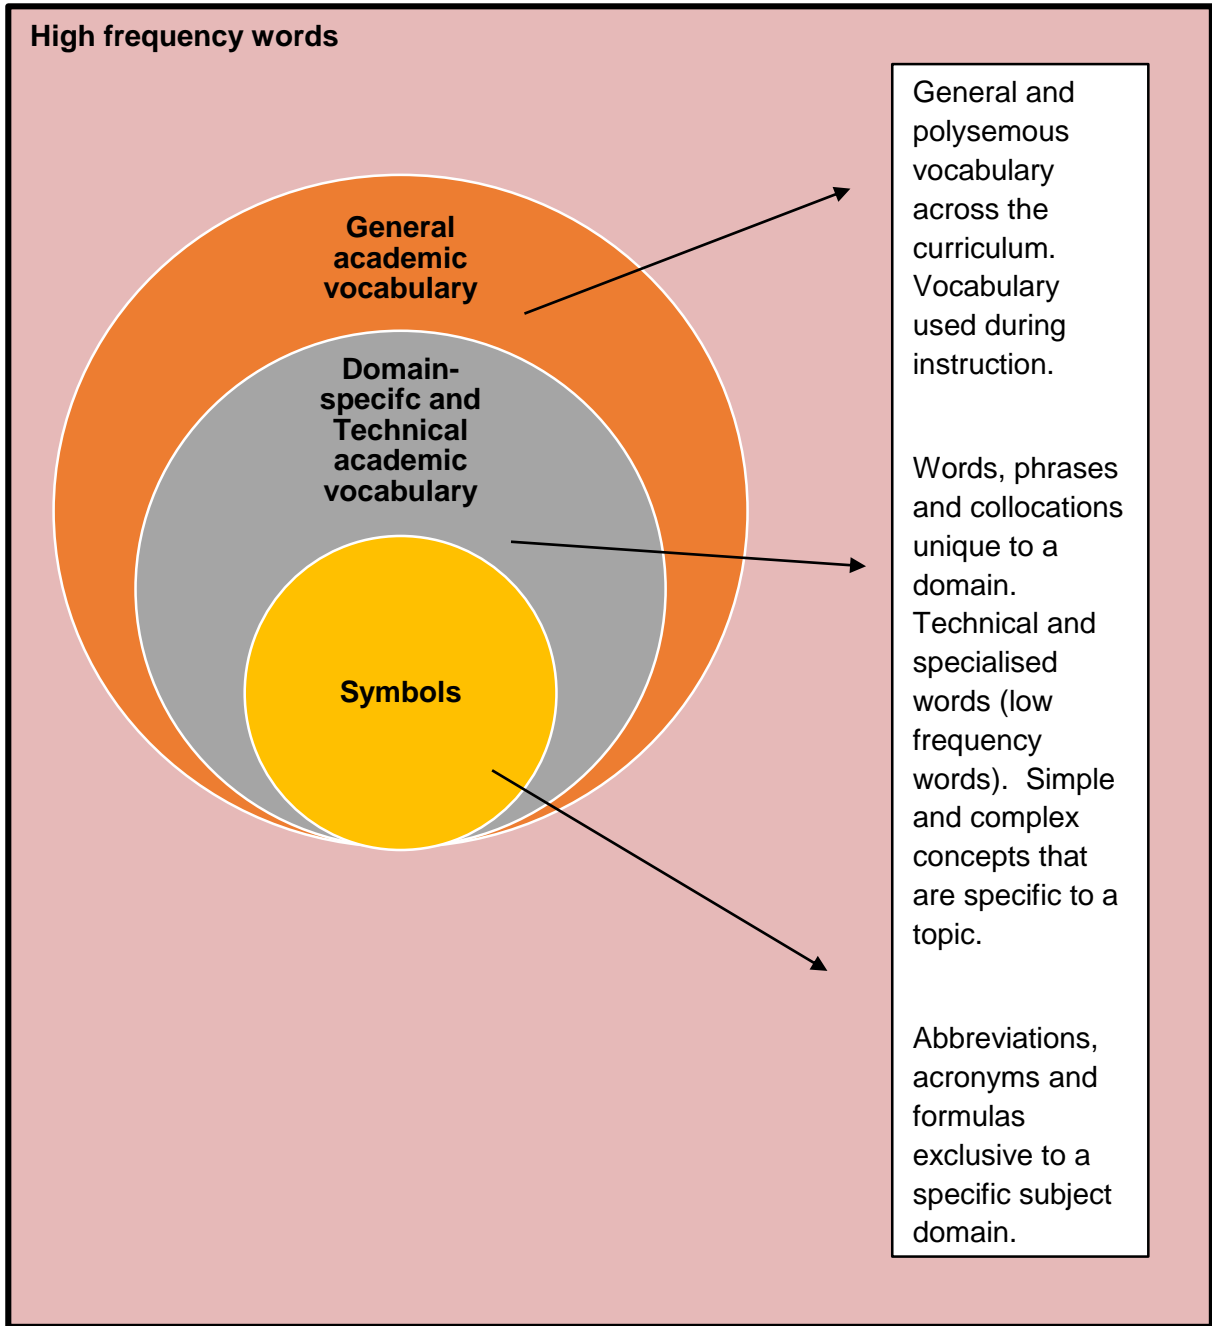 High frequency words
General
academic
vocabulary
Domain-
specifc and
Technical
academic
vocabulary
Symbols
General and
polysemous
vocabulary
across the
curriculum.
Vocabulary
used during
instruction.
Words, phrases
and collocations
unique to a
domain.
Technical and
specialised
words (low
frequency
words).  Simple
and complex
concepts that
are specific to a
topic.
Abbreviations,
acronyms and
formulas
exclusive to a
specific subject
domain.